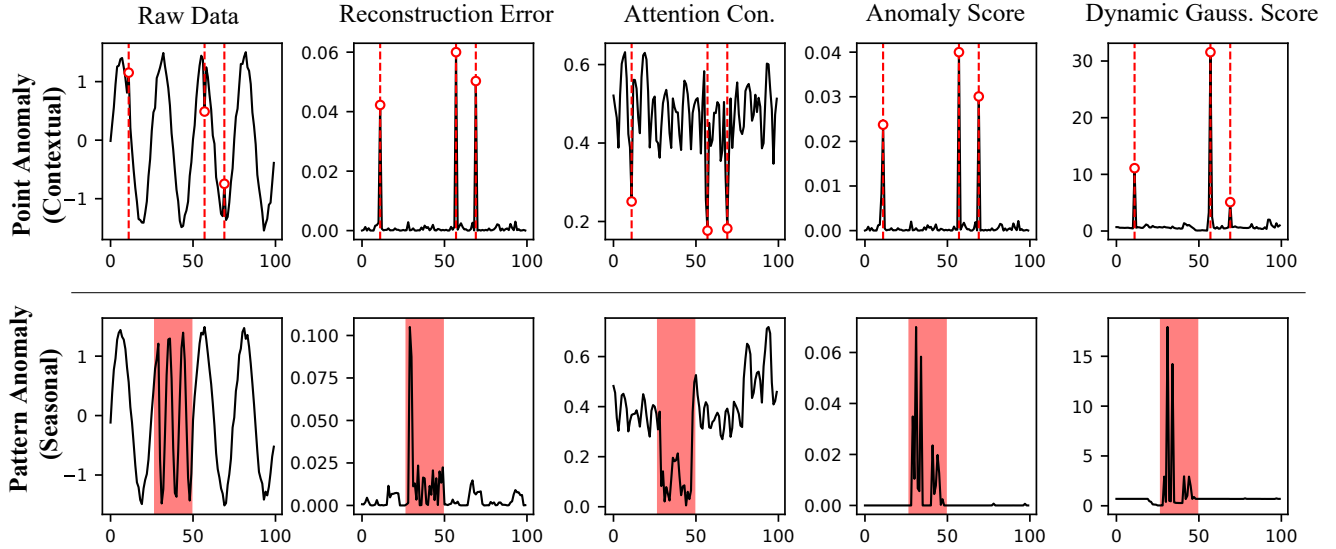 Raw Data
Reconstruction Error
Attention Con.
Anomaly Score
Dynamic Gauss. Score
Point Anomaly
(Contextual)
1
0
−1
0 50 100
0.06
0.04
0.02
0.00
0 50 100
0.6
0.4
0.2
0 50 100
0.04
0.03
0.02
0.01
0.00
0 50 100
30
20
10
0
0 50 100
Pattern Anomaly
(Seasonal)
1
0
−1
0 50 100
0.100
0.075
0.050
0.025
0.000
0 50 100
0.6
0.4
0.2
0.0
0 50 100
0.06
0.04
0.02
0.00
0 50 100
15
10
5
0
0 50 100